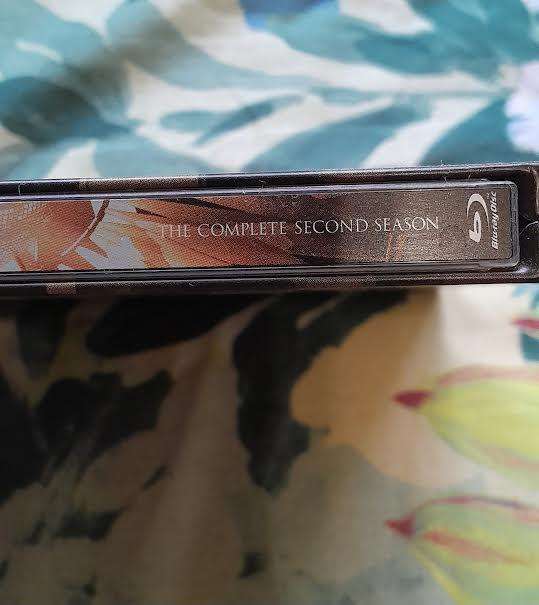 THE COMPLETE SECOND SEASON
Blu-ray Disc